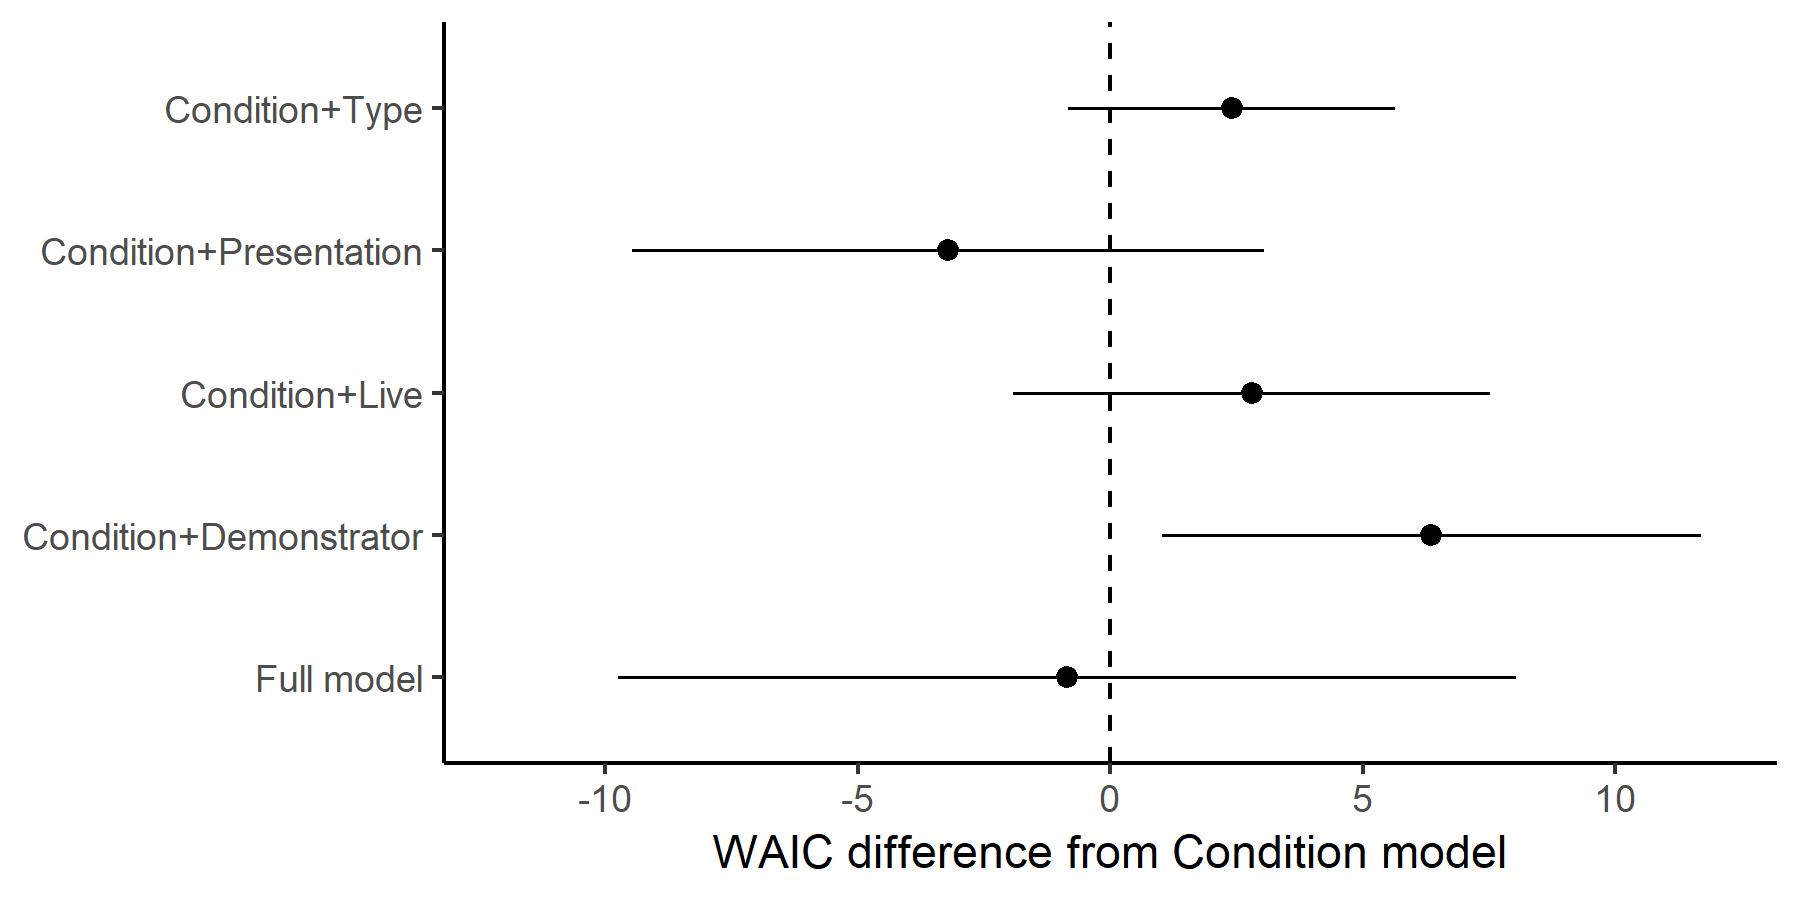 Condition+Type
Condition+Presentation
Condition+Live
Condition+Demonstrator
Full model
-10 -5 0 5 10
WAIC difference from Condition model